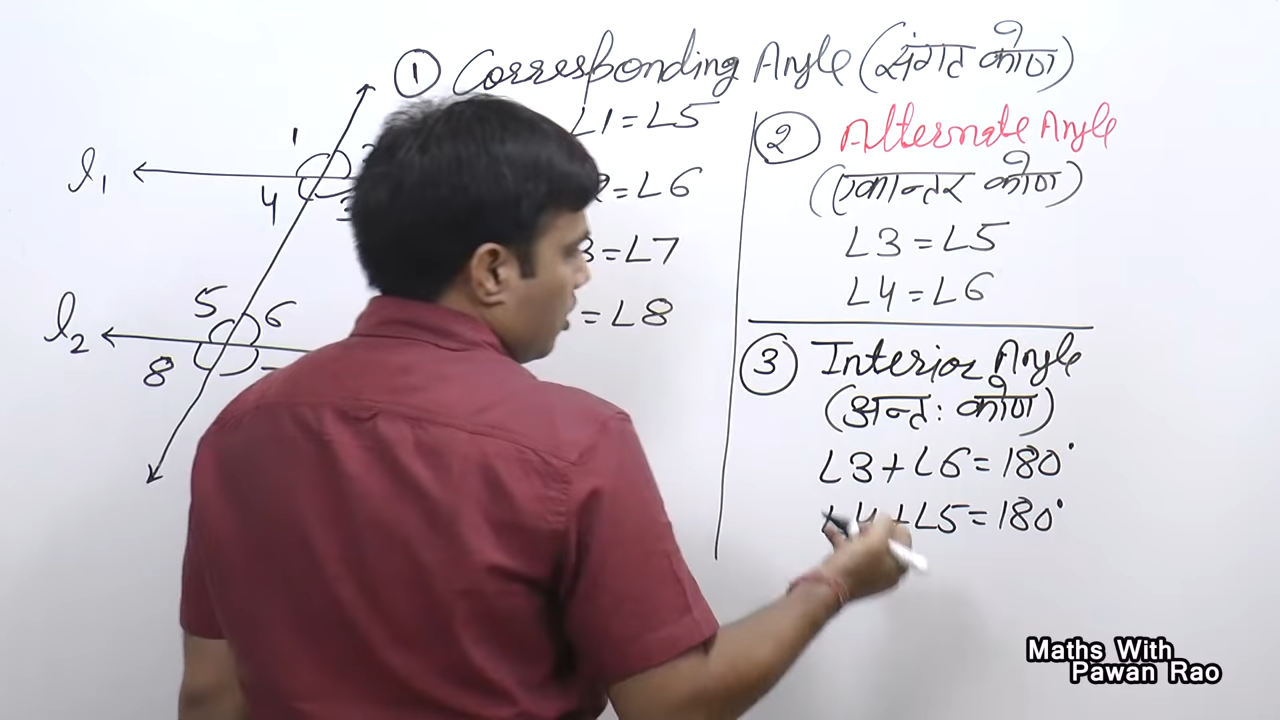 ① Corresponding Angle (संगत कोण)
∠1=∠5
=∠6
3=∠7
=∠8
② Alternate Angle
(एकान्तर कोण)
∠3=∠5
∠4=∠6
③ Interior Angle
(अन्त: कोण)
∠3+∠6=180°
∠4+∠5=180°
1
l₁
4
3
5
6
l₂
8
Maths With
Pawan Rao